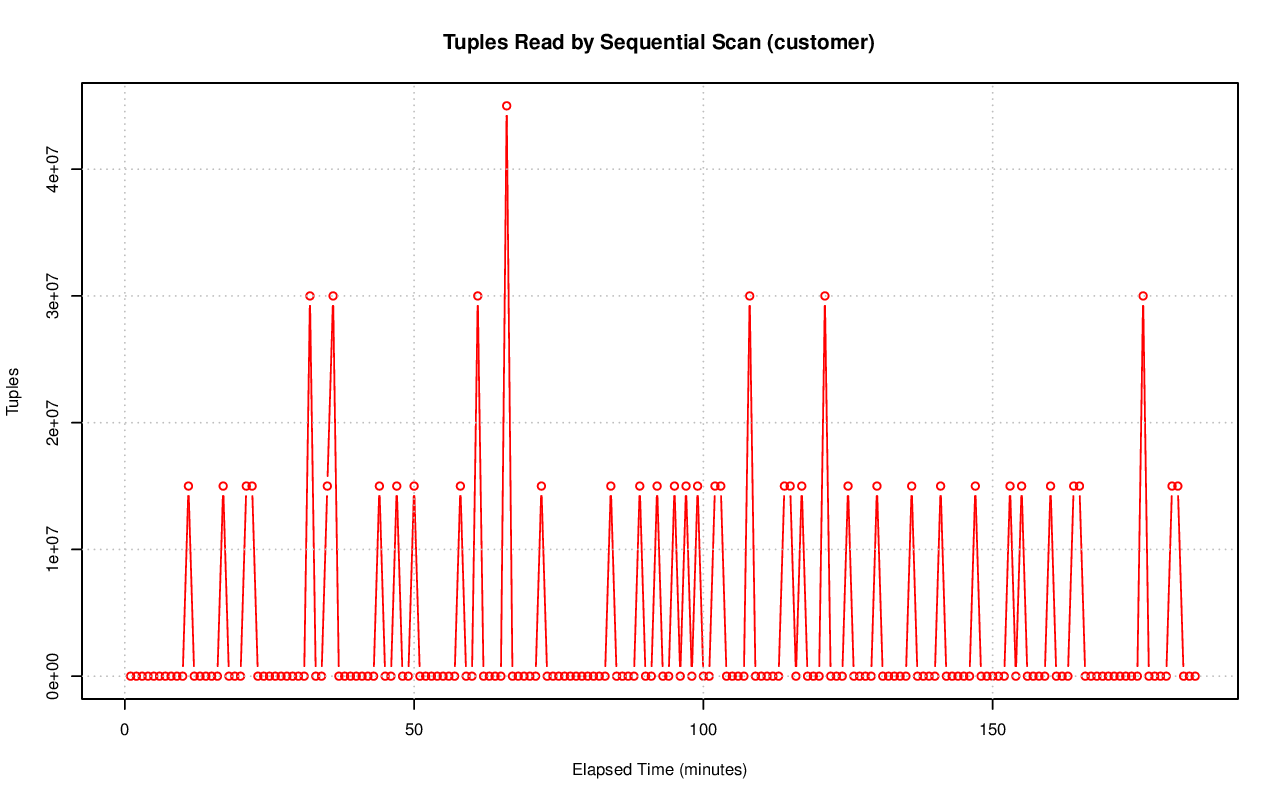 Tuples Read by Sequential Scan (customer)
Tuples
4e+07
3e+07
2e+07
1e+07
0e+00
0 50 100 150
Elapsed Time (minutes)